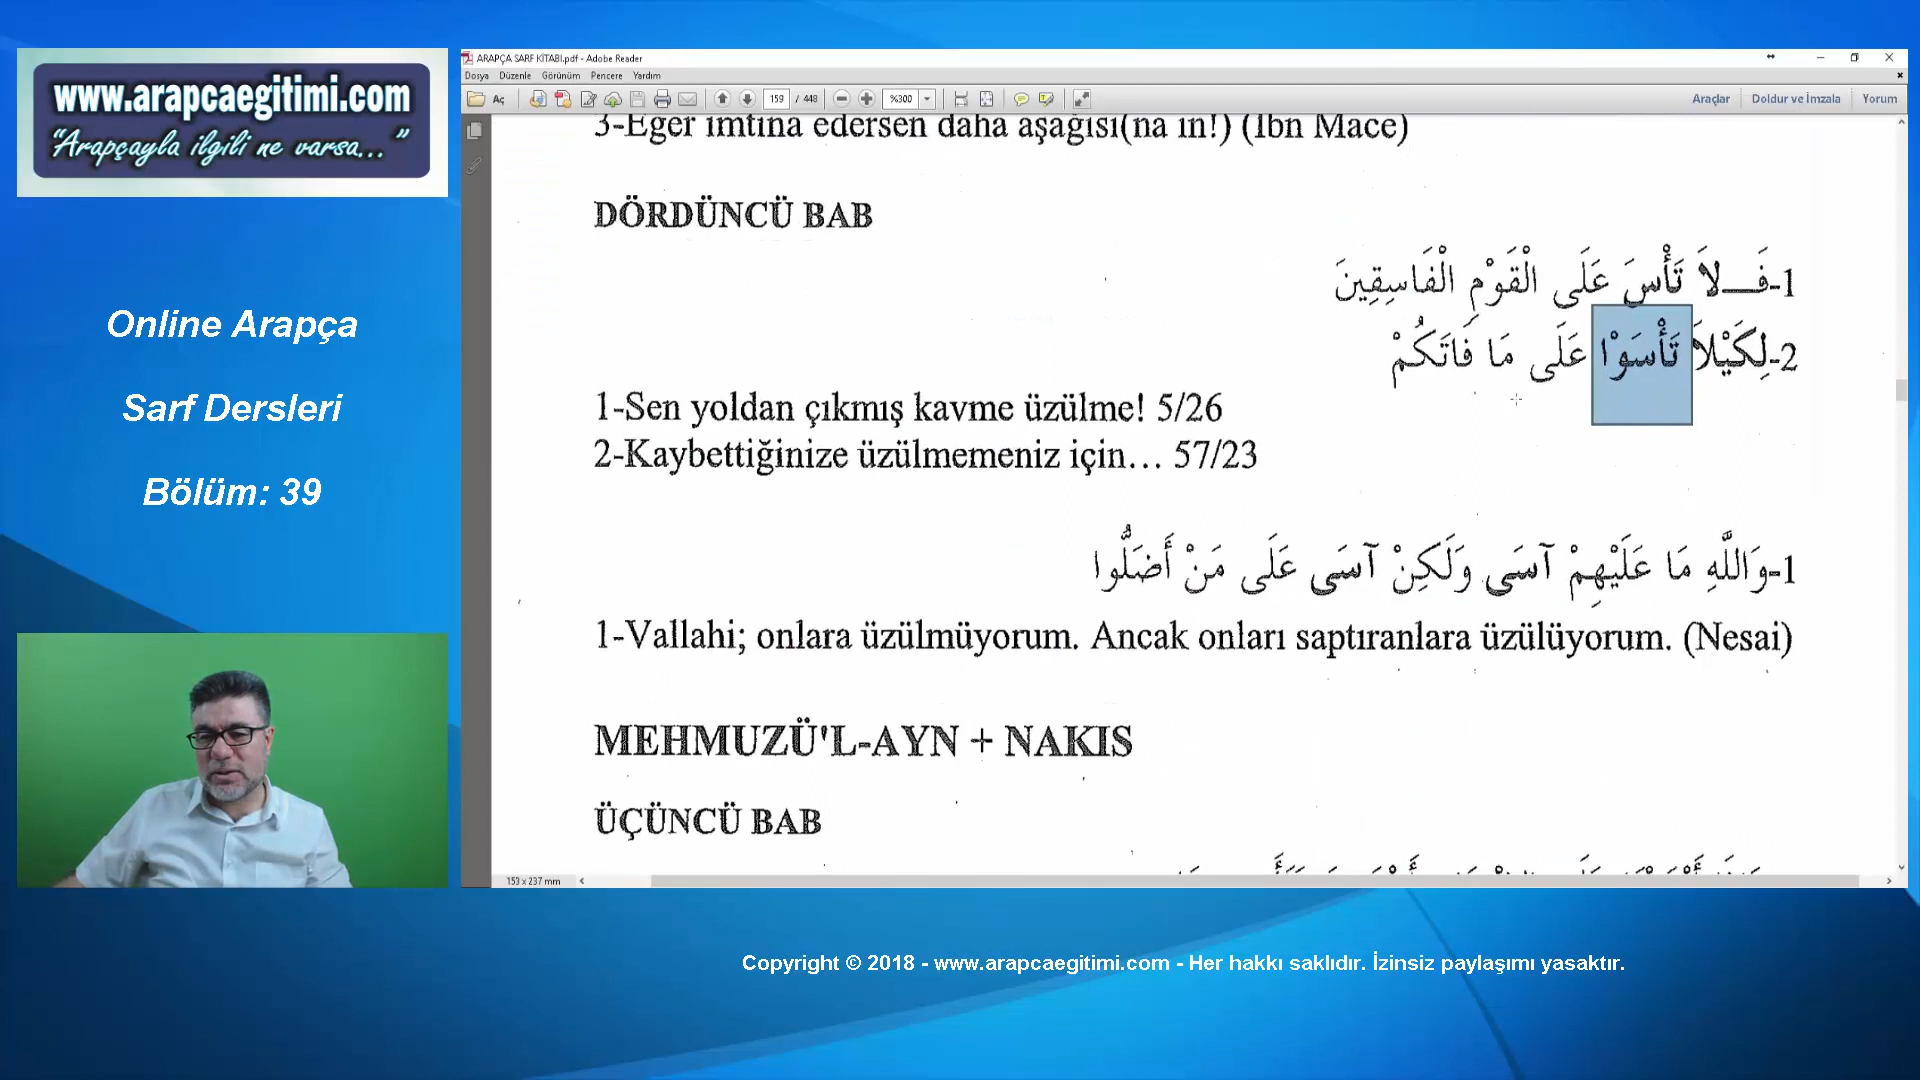 www.arapcaegitimi.com
“Arapçayla ilgili ne varsa...”
Online Arapça
Sarf Dersleri
Bölüm: 39
ARAPÇA SARF KİTABI.pdf - Adobe Reader
Dosya Düzenle Görünüm Pencere Yardım
Aç 159 / 448 %300 Araçlar Doldur ve İmzala Yorum
3-Eğer imtina edersen daha aşağısı(na in!) (İbn Mace)
DÖRDÜNCÜ BAB
1-فَــلاَ تَأْسَ عَلَى الْقَوْمِ الْفَاسِقِينَ
2-لِكَيْلاَ تَأْسَوْا عَلَى مَا فَاتَكُمْ
1-Sen yoldan çıkmış kavme üzülme! 5/26
2-Kaybettiğinize üzülmemeniz için… 57/23
1-وَاللَّهِ مَا عَلَيْهِمْ آسَى وَلَكِنْ آسَى عَلَى مَنْ أَضَلُّوا
1-Vallahi; onlara üzülmüyorum. Ancak onları saptıranlara üzülüyorum. (Nesai)
MEHMUZÜ'L-AYN + NAKIS
ÜÇÜNCÜ BAB
153 x 237 mm
Copyright © 2018 - www.arapcaegitimi.com - Her hakkı saklıdır. İzinsiz paylaşımı yasaktır.